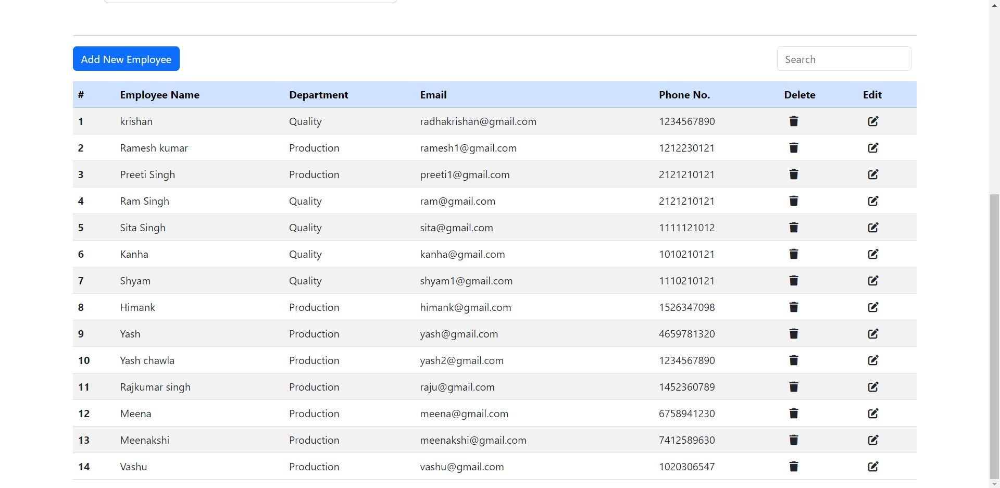 Add New Employee Search
# Employee Name Department Email Phone No. Delete Edit
1 krishan Quality radhakrishan@gmail.com 1234567890
2 Ramesh kumar Production ramesh1@gmail.com 1212230121
3 Preeti Singh Production preeti1@gmail.com 2121210121
4 Ram Singh Quality ram@gmail.com 2121210121
5 Sita Singh Quality sita@gmail.com 1111121012
6 Kanha Quality kanha@gmail.com 1010210121
7 Shyam Quality shyam1@gmail.com 1110210121
8 Himank Production himank@gmail.com 1526347098
9 Yash Production yash@gmail.com 4659781320
10 Yash chawla Production yash2@gmail.com 1234567890
11 Rajkumar singh Production raju@gmail.com 1452360789
12 Meena Production meena@gmail.com 6758941230
13 Meenakshi Production meenakshi@gmail.com 7412589630
14 Vashu Production vashu@gmail.com 1020306547